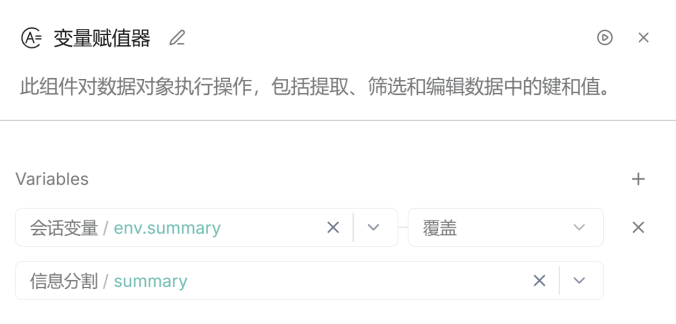 变量赋值器
此组件对数据对象执行操作，包括提取、筛选和编辑数据中的键和值。
Variables
会话变量 / env.summary 覆盖
信息分割 / summary